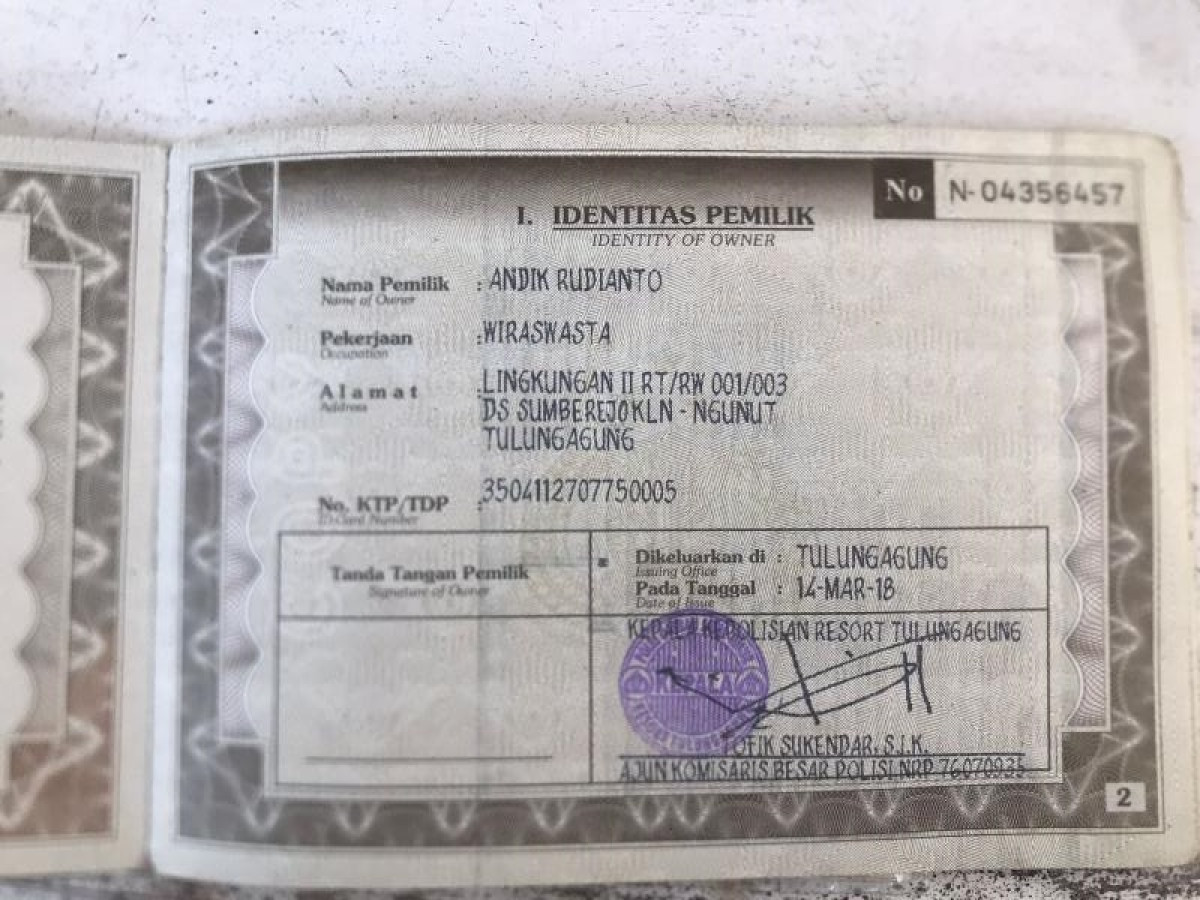 No N-04356457
I. IDENTITAS PEMILIK
IDENTITY OF OWNER
Nama Pemilik : ANDIK RUDIANTO
Name of Owner
Pekerjaan : WIRASWASTA
Occupation
Alamat : LINGKUNGAN II RT/RW 001/003
Address
DS SUMBEREJOKLN - NGUNUT
TULUNGAGUNG
No. KTP/TDP : 3504112707750005
ID Card Number
Tanda Tangan Pemilik
Signature of Owner
Dikeluarkan di : TULUNGAGUNG
Issuing Office
Pada Tanggal : 14-MAR-18
Date of Issue
KEPALA KEPOLISIAN RESORT TULUNGAGUNG
KEPALA
TOFIK SUKENDAR, S.I.K.
AJUN KOMISARIS BESAR POLISI NRP 76070935
2